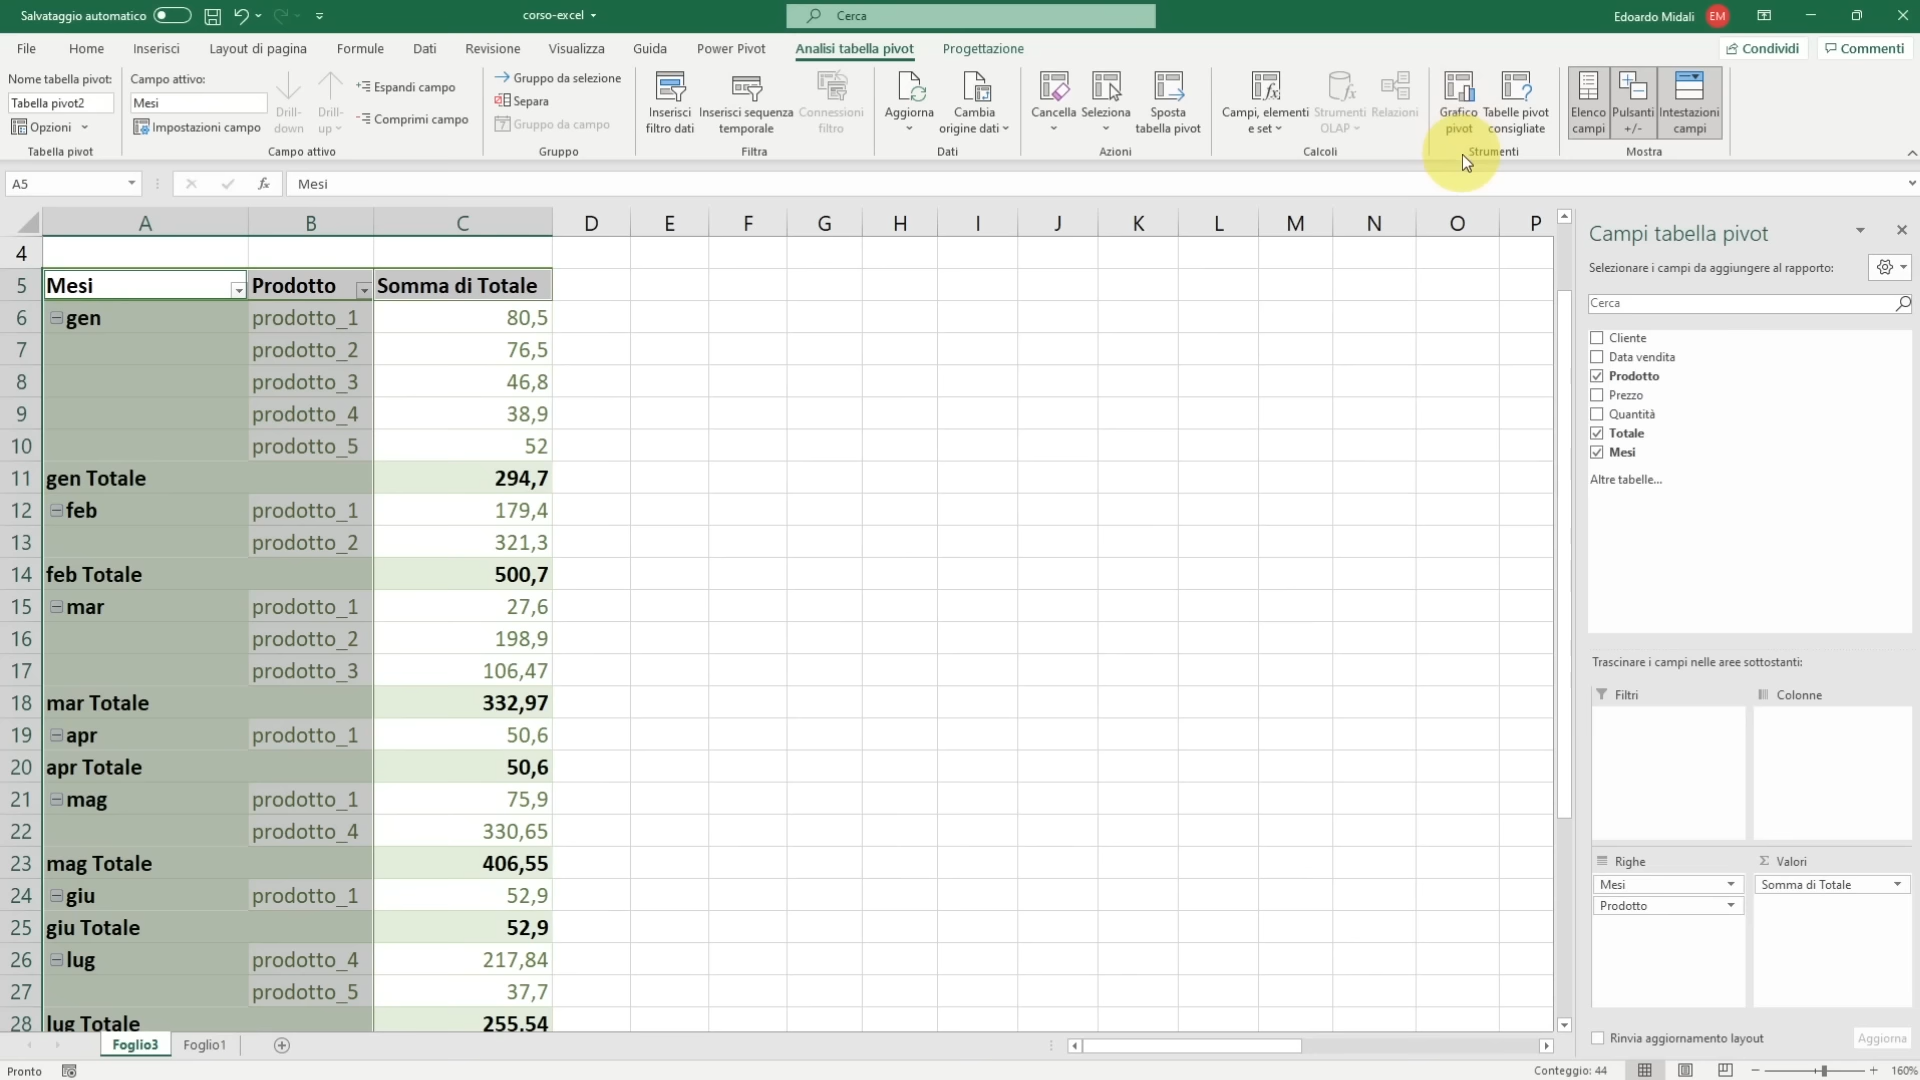 Salvataggio automatico
corso-excel
Cerca
Edoardo Midali EM
File Home Inserisci Layout di pagina Formule Dati Revisione Visualizza Guida Power Pivot Analisi tabella pivot Progettazione Condividi Commenti
Nome tabella pivot:
Tabella pivot2
Opzioni
Tabella pivot
Campo attivo:
Mesi
Impostazioni campo
Drill-down
Drill-up
Espandi campo
Comprimi campo
Campo attivo
Gruppo da selezione
Separa
Gruppo da campo
Gruppo
Inserisci filtro dati
Inserisci sequenza temporale
Connessioni filtro
Filtra
Aggiorna
Cambia origine dati
Dati
Cancella
Seleziona
Sposta tabella pivot
Azioni
Campi, elementi e set
Strumenti OLAP
Relazioni
Calcoli
Grafico pivot
Tabelle pivot consigliate
Strumenti
Elenco campi
Pulsanti +/-
Intestazioni campi
Mostra
A5 fx Mesi
A B C D E F G H I J K L M N O P
4
5 Mesi Prodotto Somma di Totale
6 gen prodotto_1 80,5
7 prodotto_2 76,5
8 prodotto_3 46,8
9 prodotto_4 38,9
10 prodotto_5 52
11 gen Totale 294,7
12 feb prodotto_1 179,4
13 prodotto_2 321,3
14 feb Totale 500,7
15 mar prodotto_1 27,6
16 prodotto_2 198,9
17 prodotto_3 106,47
18 mar Totale 332,97
19 apr prodotto_1 50,6
20 apr Totale 50,6
21 mag prodotto_1 75,9
22 prodotto_4 330,65
23 mag Totale 406,55
24 giu prodotto_1 52,9
25 giu Totale 52,9
26 lug prodotto_4 217,84
27 prodotto_5 37,7
28 lug Totale 255,54
Campi tabella pivot
Selezionare i campi da aggiungere al rapporto:
Cerca
Cliente
Data vendita
Prodotto
Prezzo
Quantità
Totale
Mesi
Altre tabelle...
Trascinare i campi nelle aree sottostanti:
Filtri
Colonne
Righe
Mesi
Prodotto
Σ Valori
Somma di Totale
Rinvia aggiornamento layout
Aggiorna
Foglio3 Foglio1
Pronto
Conteggio: 44
160%